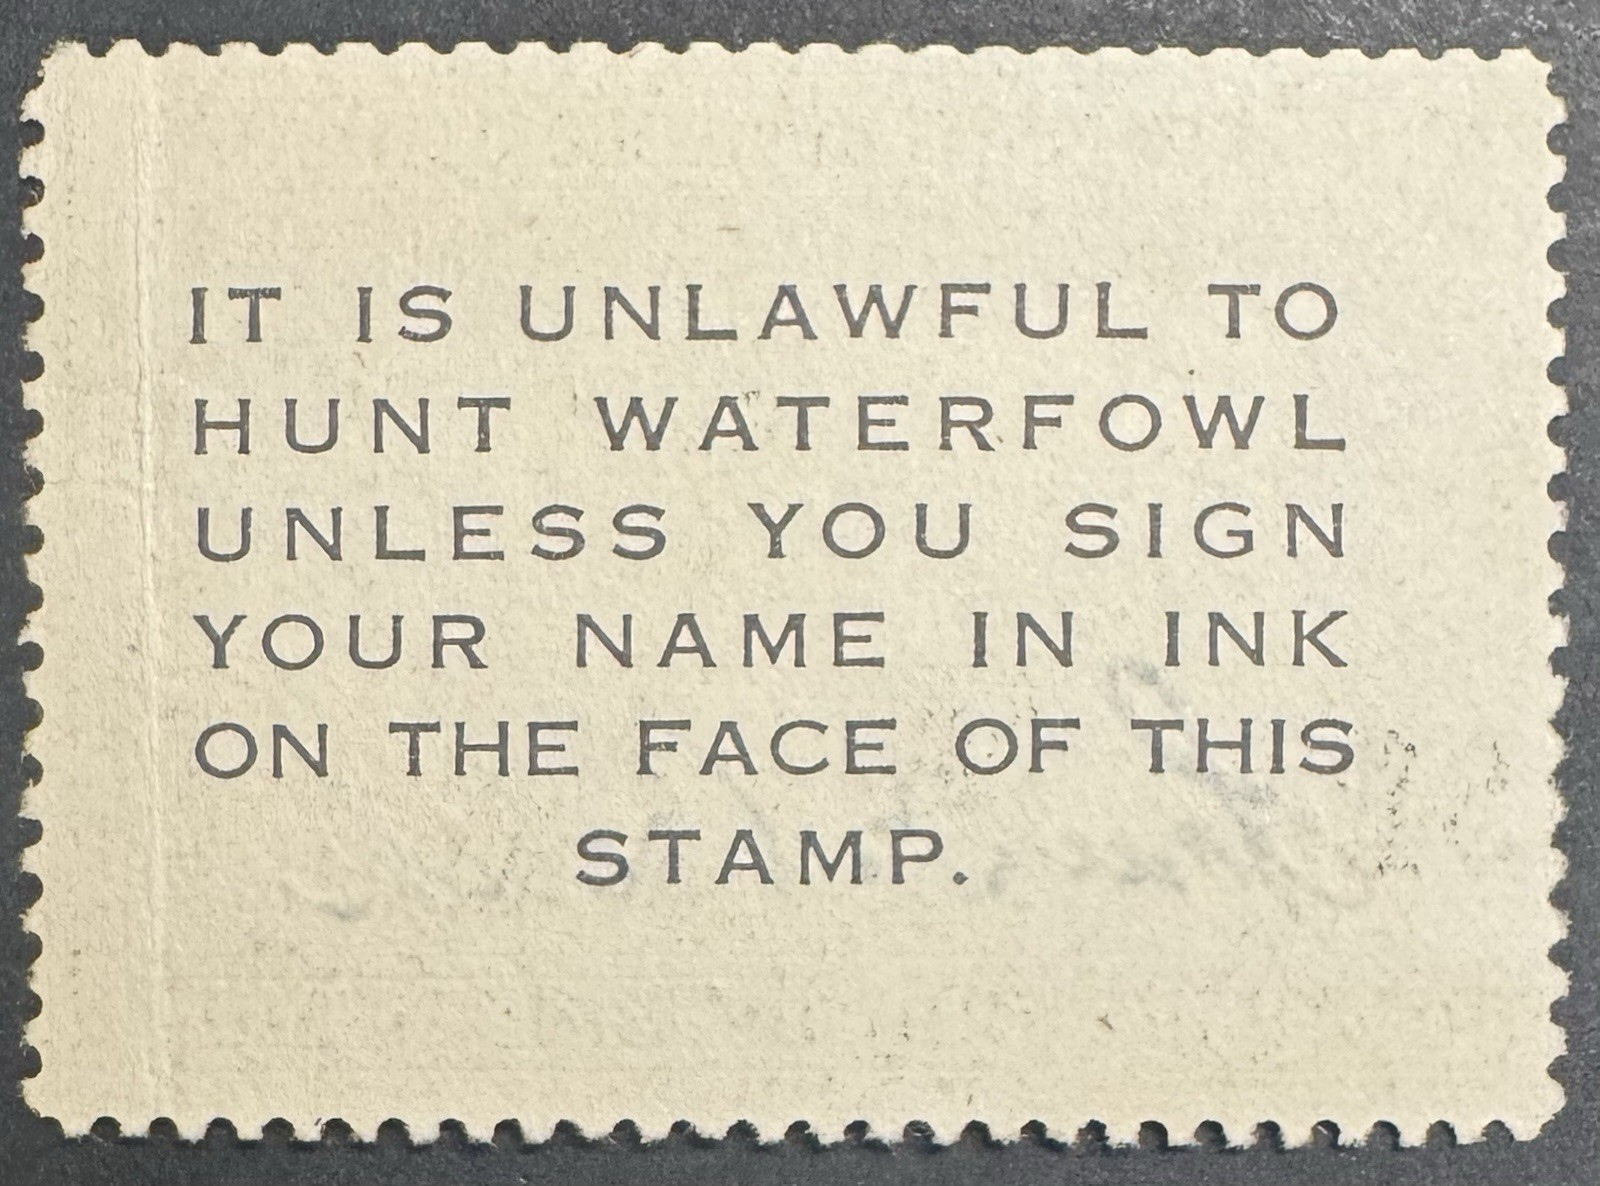 IT IS UNLAWFUL TO
HUNT WATERFOWL
UNLESS YOU SIGN
YOUR NAME IN INK
ON THE FACE OF THIS
STAMP.